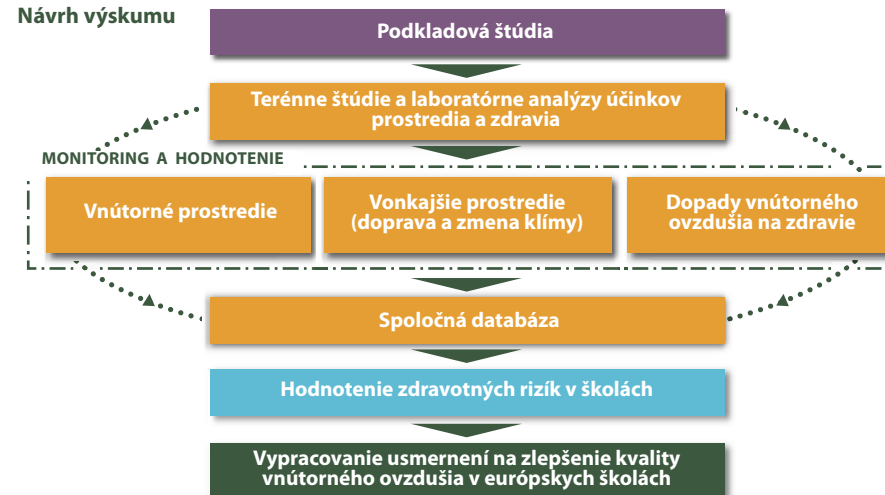 Návrh výskumu
Podkladová štúdia
Terénne štúdie a laboratórne analýzy účinkov
prostredia a zdravia
MONITORING A HODNOTENIE
Vnútorné prostredie
Vonkajšie prostredie
(doprava a zmena klímy)
Dopady vnútorného
ovzdušia na zdravie
Spoločná databáza
Hodnotenie zdravotných rizík v školách
Vypracovanie usmernení na zlepšenie kvality
vnútorného ovzdušia v európskych školách